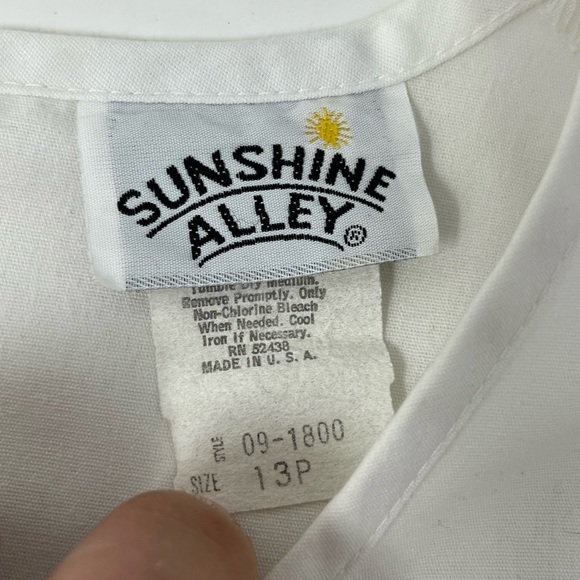 SUNSHINE
ALLEY®
Tumble Dry Medium.
Remove Promptly. Only
Non-Chlorine Bleach
When Needed. Cool
Iron If Necessary.
RN 52438
MADE IN U.S.A.
STYLE 09-1800
SIZE 13P